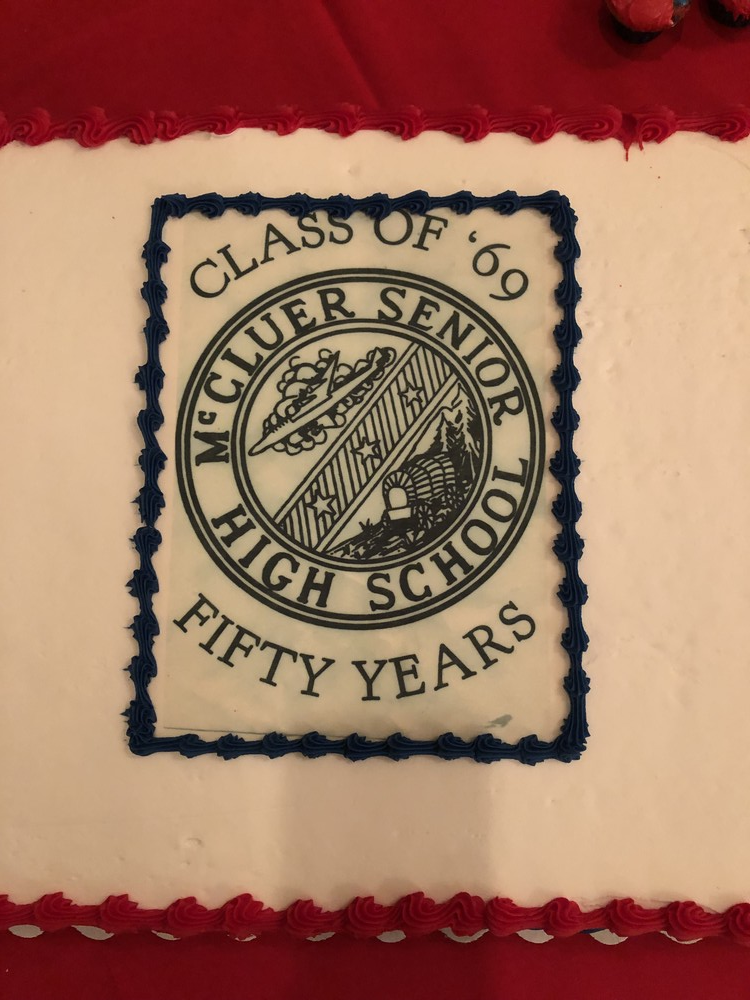 CLASS OF ‘69
McCLUER SENIOR
HIGH SCHOOL
FIFTY YEARS